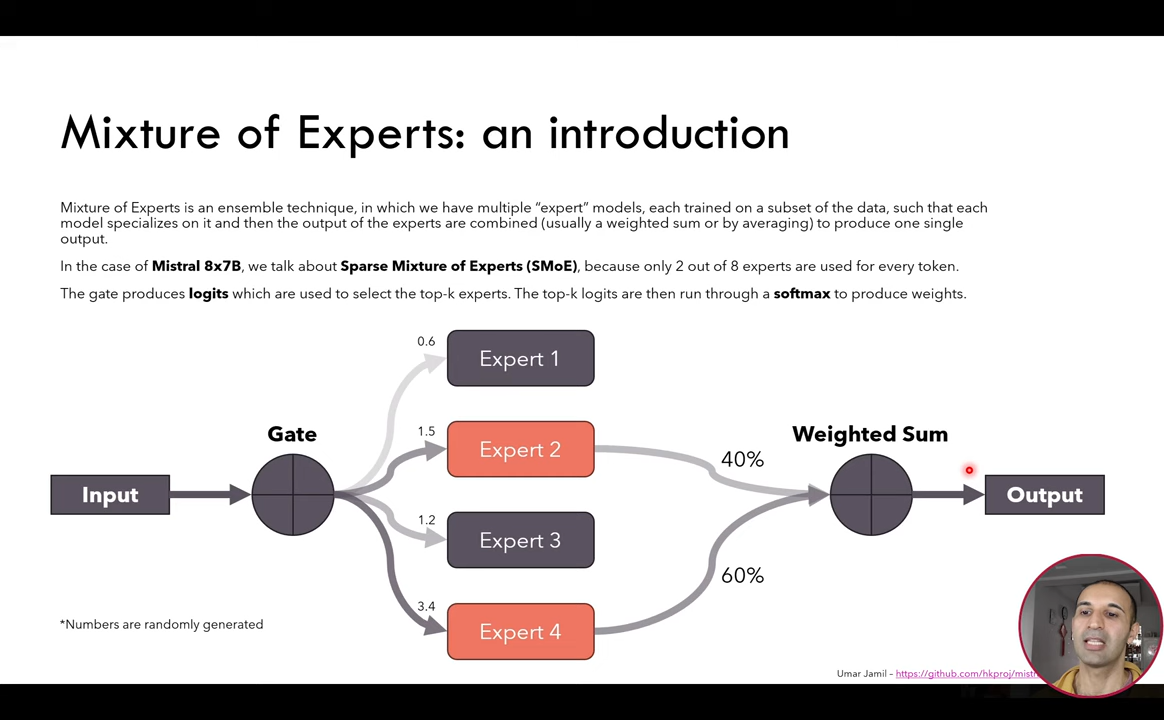 Mixture of Experts: an introduction
Mixture of Experts is an ensemble technique, in which we have multiple “expert” models, each trained on a subset of the data, such that each
model specializes on it and then the output of the experts are combined (usually a weighted sum or by averaging) to produce one single
output.
In the case of Mistral 8x7B, we talk about Sparse Mixture of Experts (SMoE), because only 2 out of 8 experts are used for every token.
The gate produces logits which are used to select the top-k experts. The top-k logits are then run through a softmax to produce weights.
0.6
Expert 1
Gate
1.5
Expert 2
40%
Weighted Sum
Input
Output
1.2
Expert 3
60%
3.4
Expert 4
*Numbers are randomly generated
Umar Jamil – https://github.com/hkproj/mist